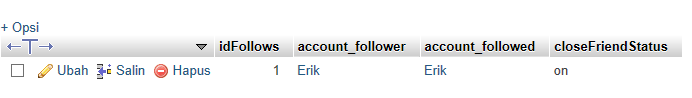 + Opsi
←T→ idFollows account_follower account_followed closeFriendStatus
Ubah Salin Hapus 1 Erik Erik on